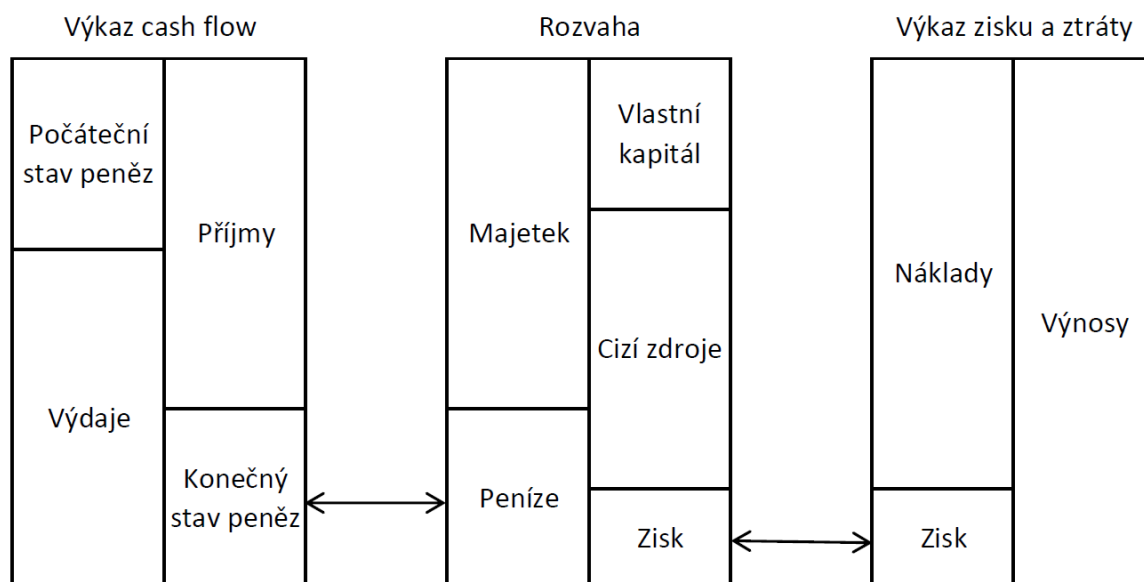 Výkaz cash flow
Rozvaha
Výkaz zisku a ztráty
Počáteční
stav peněz
Příjmy
Výdaje
Konečný
stav peněz
Majetek
Vlastní
kapitál
Cizí zdroje
Peníze
Zisk
Náklady
Výnosy
Zisk